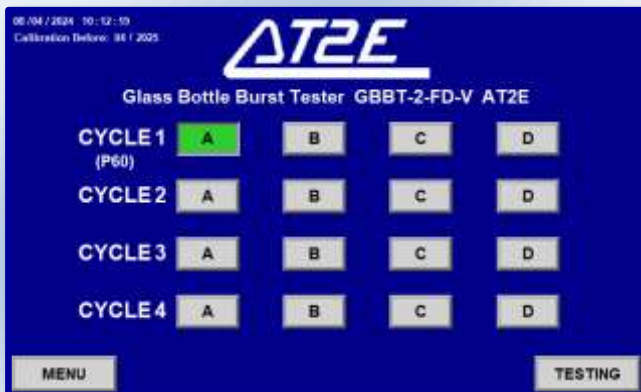 08/04/2024 10:12:19
Calibration Before: 04 / 2025
AT2E
Glass Bottle Burst Tester GBBT-2-FD-V AT2E
CYCLE 1 A B C D
(P60)
CYCLE 2 A B C D
CYCLE 3 A B C D
CYCLE 4 A B C D
MENU TESTING